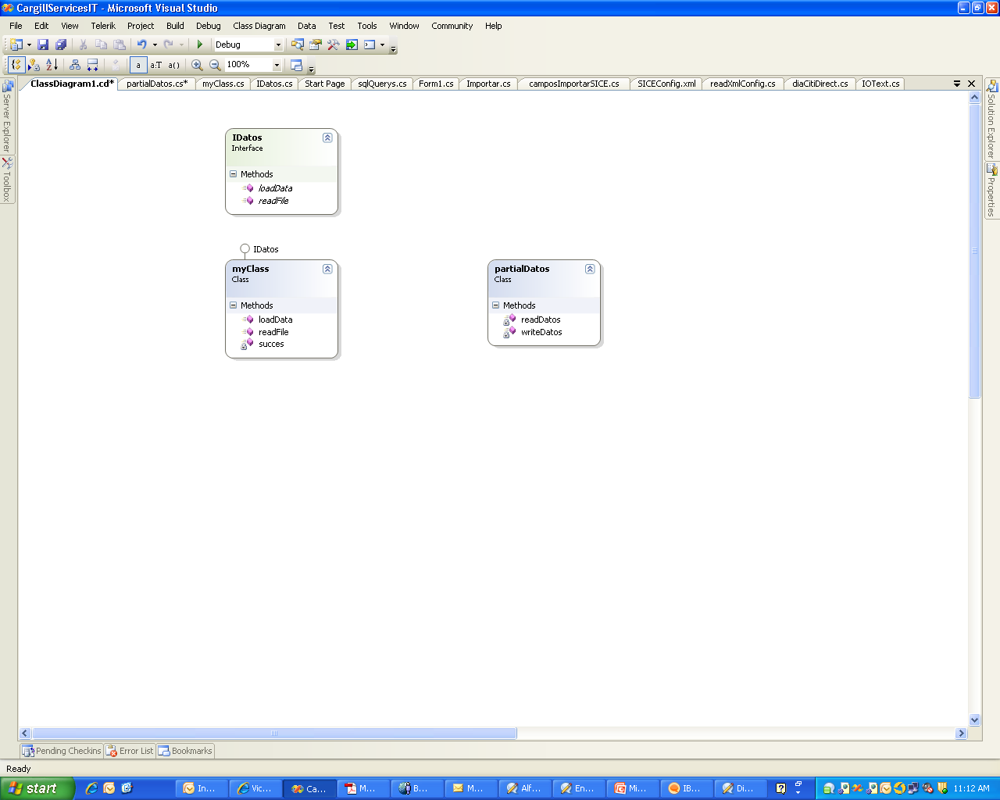 CargillServicesIT - Microsoft Visual Studio
File Edit View Telerik Project Build Debug Class Diagram Data Test Tools Window Community Help
Debug
a a:T a() 100%
ClassDiagram1.cd* partialDatos.cs* myClass.cs IDatos.cs Start Page sqlQuerys.cs Form1.cs Importar.cs camposImportarSICE.cs SICEConfig.xml readXmlConfig.cs diaCitiDirect.cs IOText.cs
Server Explorer
Toolbox
Solution Explorer
Properties
IDatos
Interface
Methods
loadData
readFile
IDatos
myClass
Class
Methods
loadData
readFile
succes
partialDatos
Class
Methods
readDatos
writeDatos
Pending Checkins Error List Bookmarks
Ready
start In... Vic... Ca... M... B... M... Alf... En... Mi... IB... Di... 11:12 AM